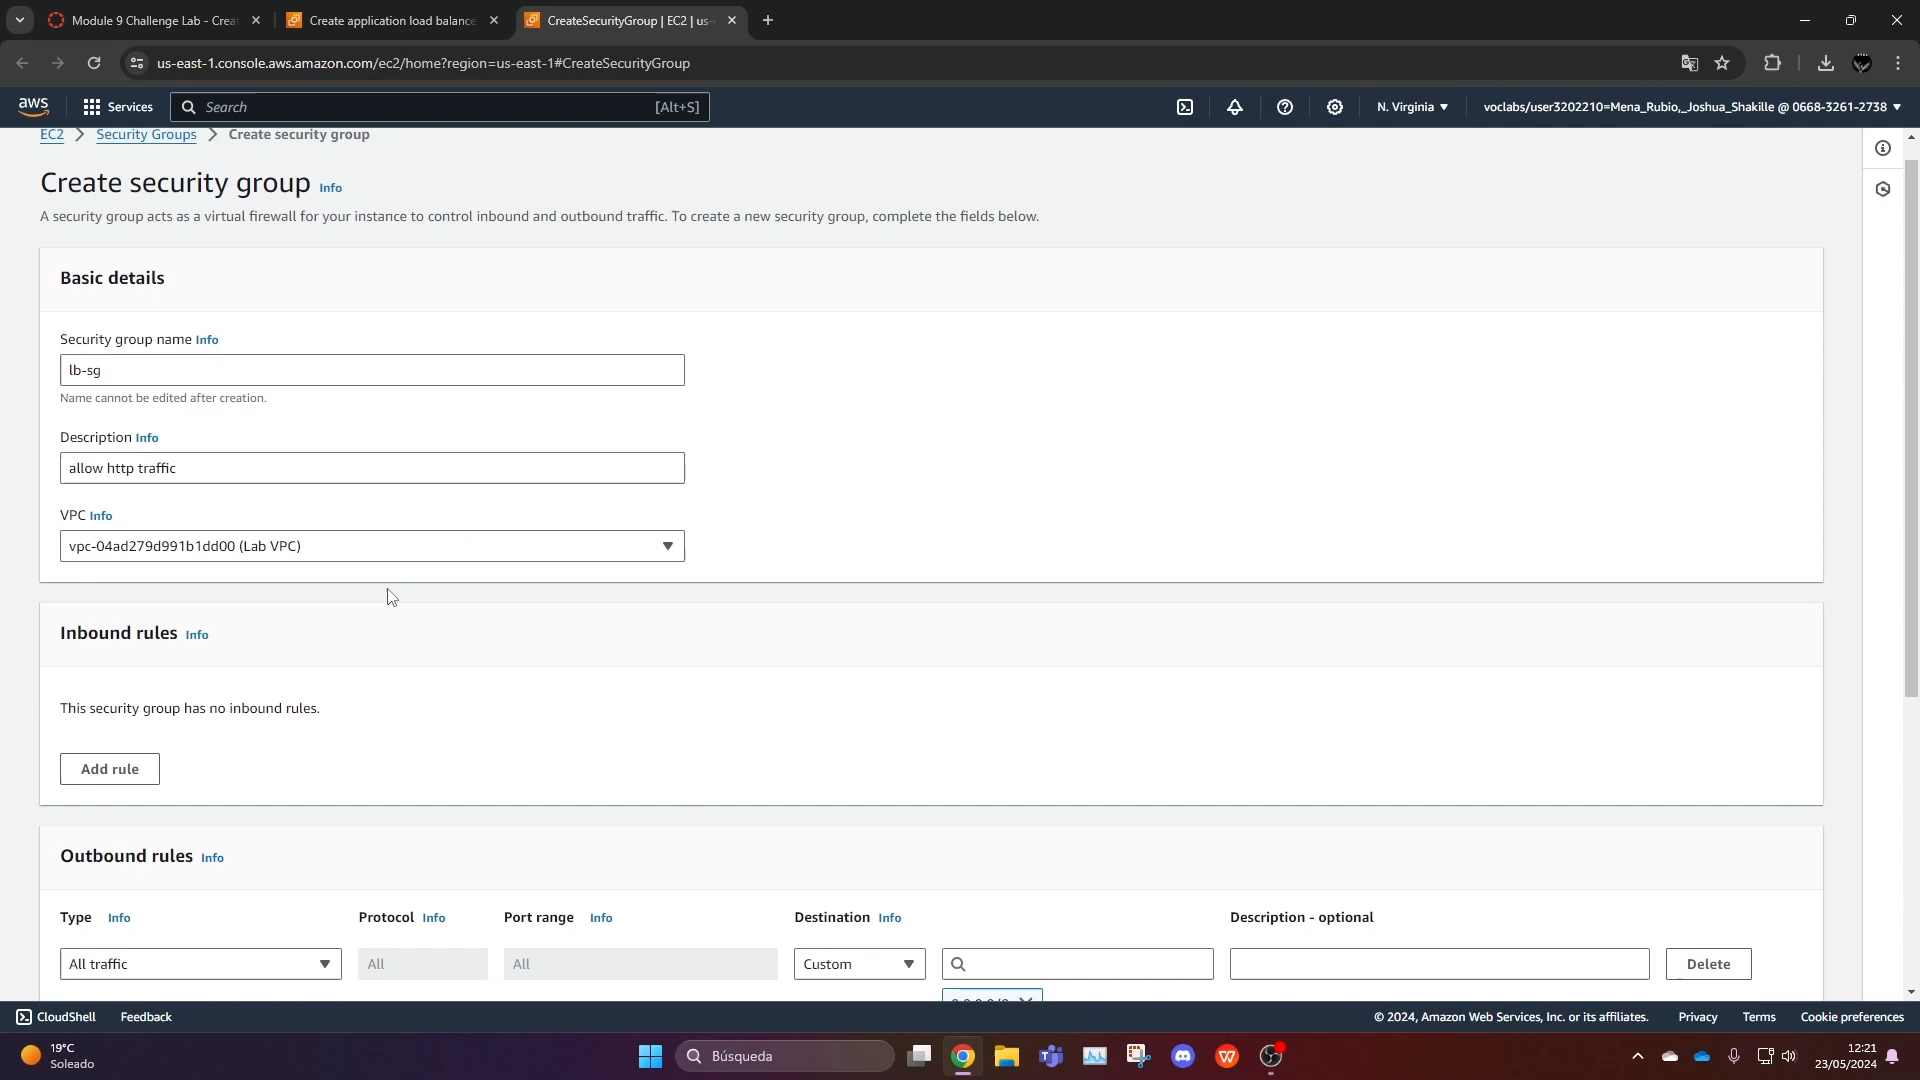 Module 9 Challenge Lab - Crea
Create application load balance
CreateSecurityGroup | EC2 | us-
us-east-1.console.aws.amazon.com/ec2/home?region=us-east-1#CreateSecurityGroup
aws
Services
Search
[Alt+S]
N. Virginia
voclabs/user3202210=Mena_Rubio,_Joshua_Shakille @ 0668-3261-2738
EC2 > Security Groups > Create security group
Create security group Info
A security group acts as a virtual firewall for your instance to control inbound and outbound traffic. To create a new security group, complete the fields below.
Basic details
Security group name Info
lb-sg
Name cannot be edited after creation.
Description Info
allow http traffic
VPC Info
vpc-04ad279d991b1dd00 (Lab VPC)
Inbound rules Info
This security group has no inbound rules.
Add rule
Outbound rules Info
Type Info Protocol Info Port range Info Destination Info Description - optional
All traffic All All Custom Delete
CloudShell Feedback © 2024, Amazon Web Services, Inc. or its affiliates. Privacy Terms Cookie preferences
19°C
Soleado
Búsqueda
12:21
23/05/2024